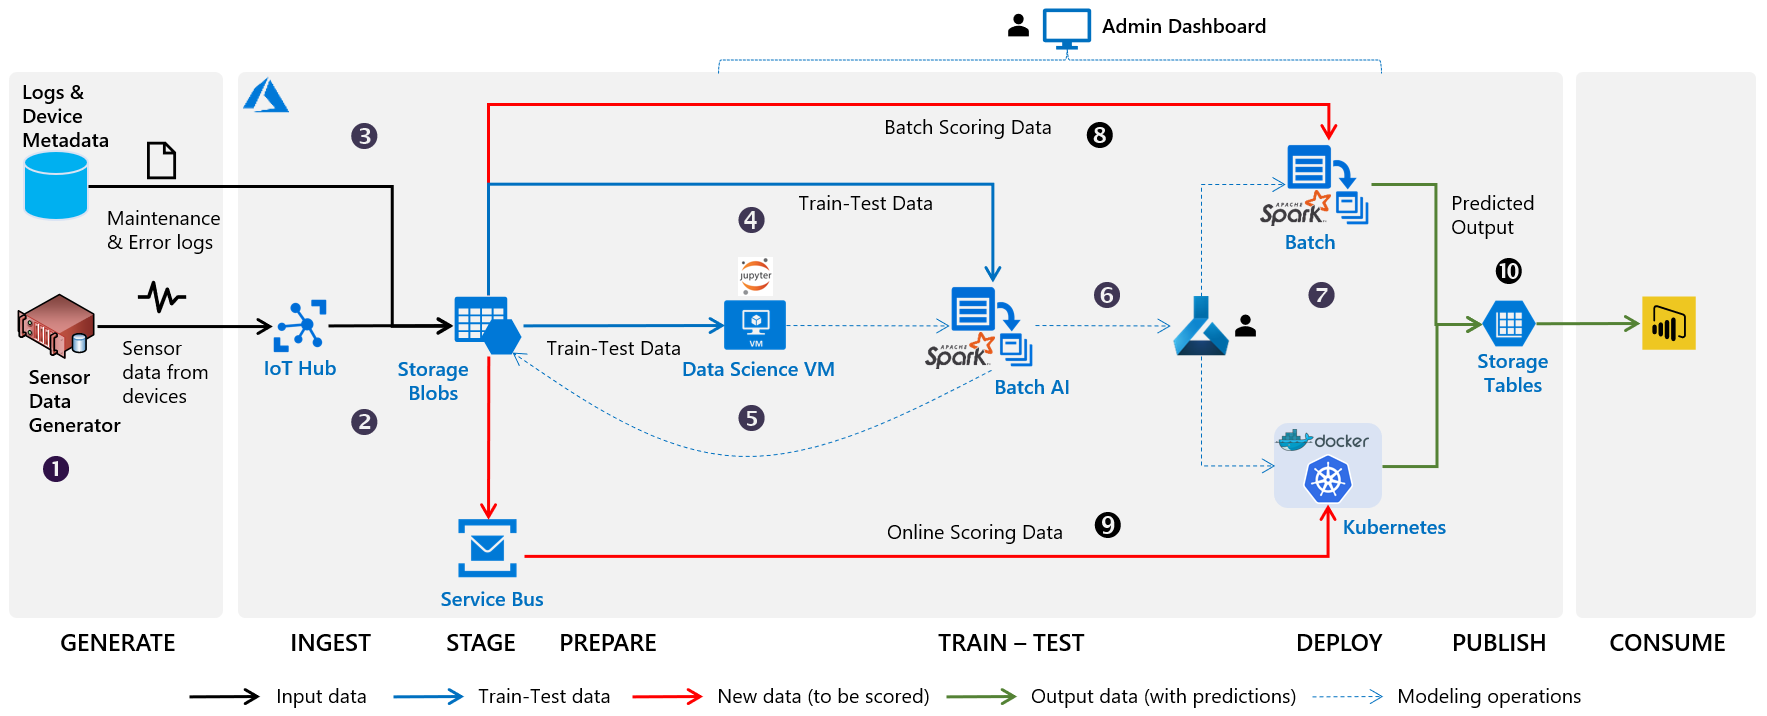 Admin Dashboard
Logs &
Device
Metadata
Maintenance
& Error logs
Sensor
Data
Generator
Sensor
data from
devices
1
IoT Hub
2
3
Storage
Blobs
Batch Scoring Data
8
Train-Test Data
4
jupyter
VM
Train-Test Data
Data Science VM
5
APACHE
Spark
Batch AI
6
APACHE
Spark
Batch
7
docker
Kubernetes
Service Bus
Online Scoring Data
9
Predicted
Output
10
Storage
Tables
GENERATE
INGEST
STAGE
PREPARE
TRAIN – TEST
DEPLOY
PUBLISH
CONSUME
Input data
Train-Test data
New data (to be scored)
Output data (with predictions)
Modeling operations